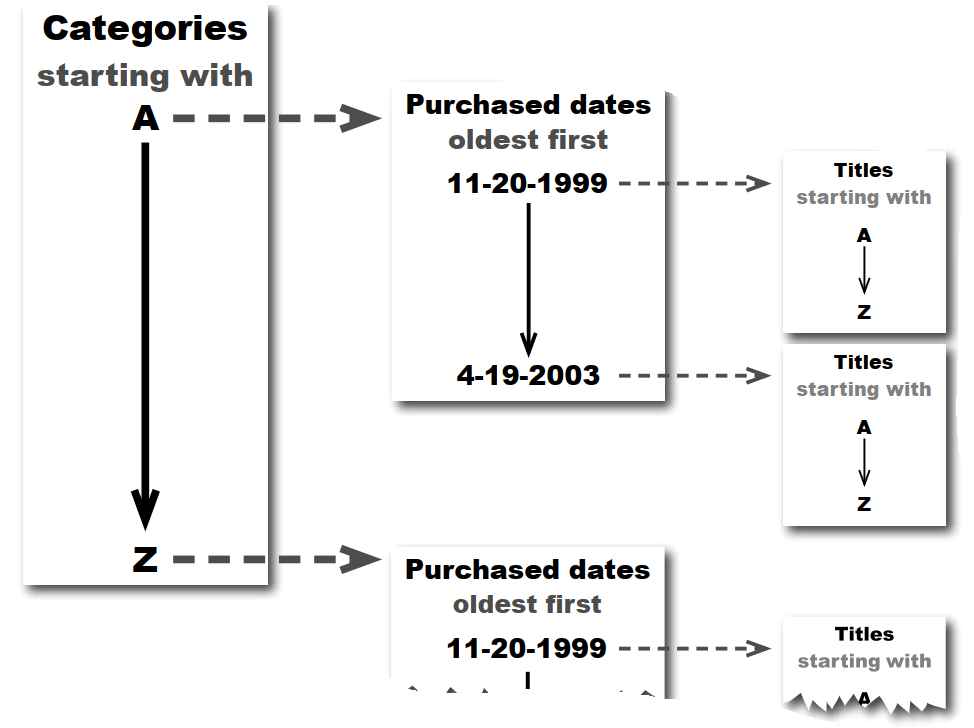 Categories
starting with
A
Z
Purchased dates
oldest first
11-20-1999
4-19-2003
Titles
starting with
A
Z
Titles
starting with
A
Z
Purchased dates
oldest first
11-20-1999
Titles
starting with
A